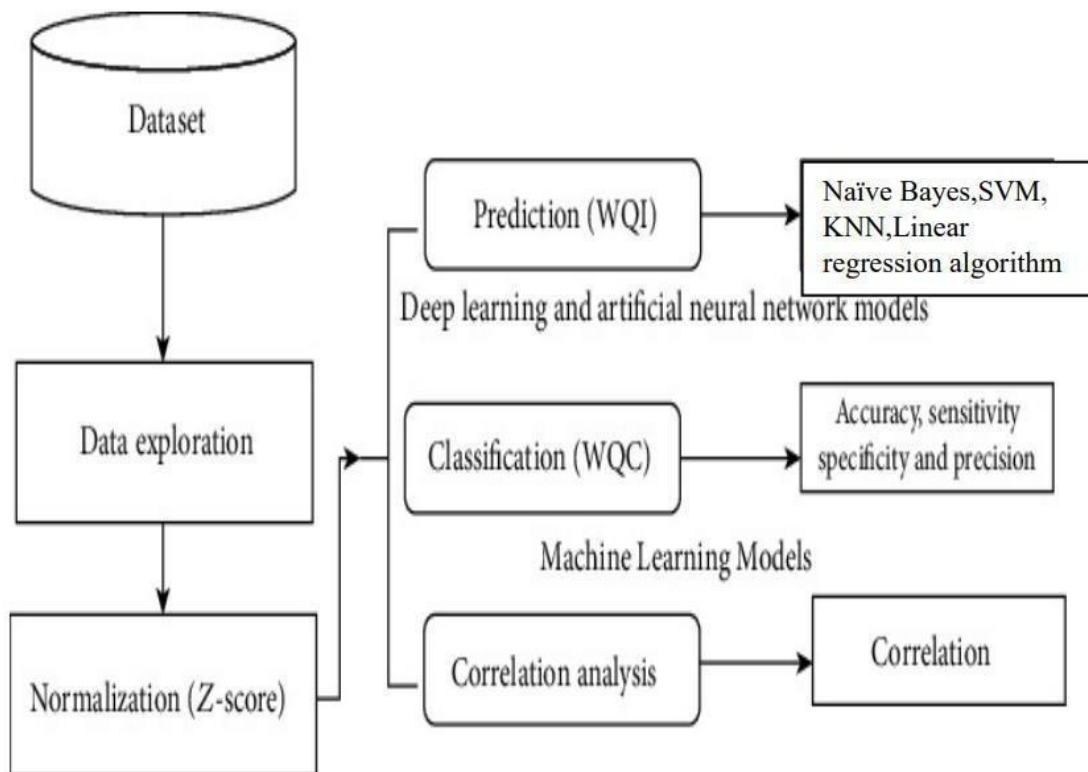 Dataset
Data exploration
Normalization (Z-score)
Prediction (WQI)
Naïve Bayes,SVM,
KNN,Linear
regression algorithm
Deep learning and artificial neural network models
Classification (WQC)
Accuracy, sensitivity
specificity and precision
Machine Learning Models
Correlation analysis
Correlation